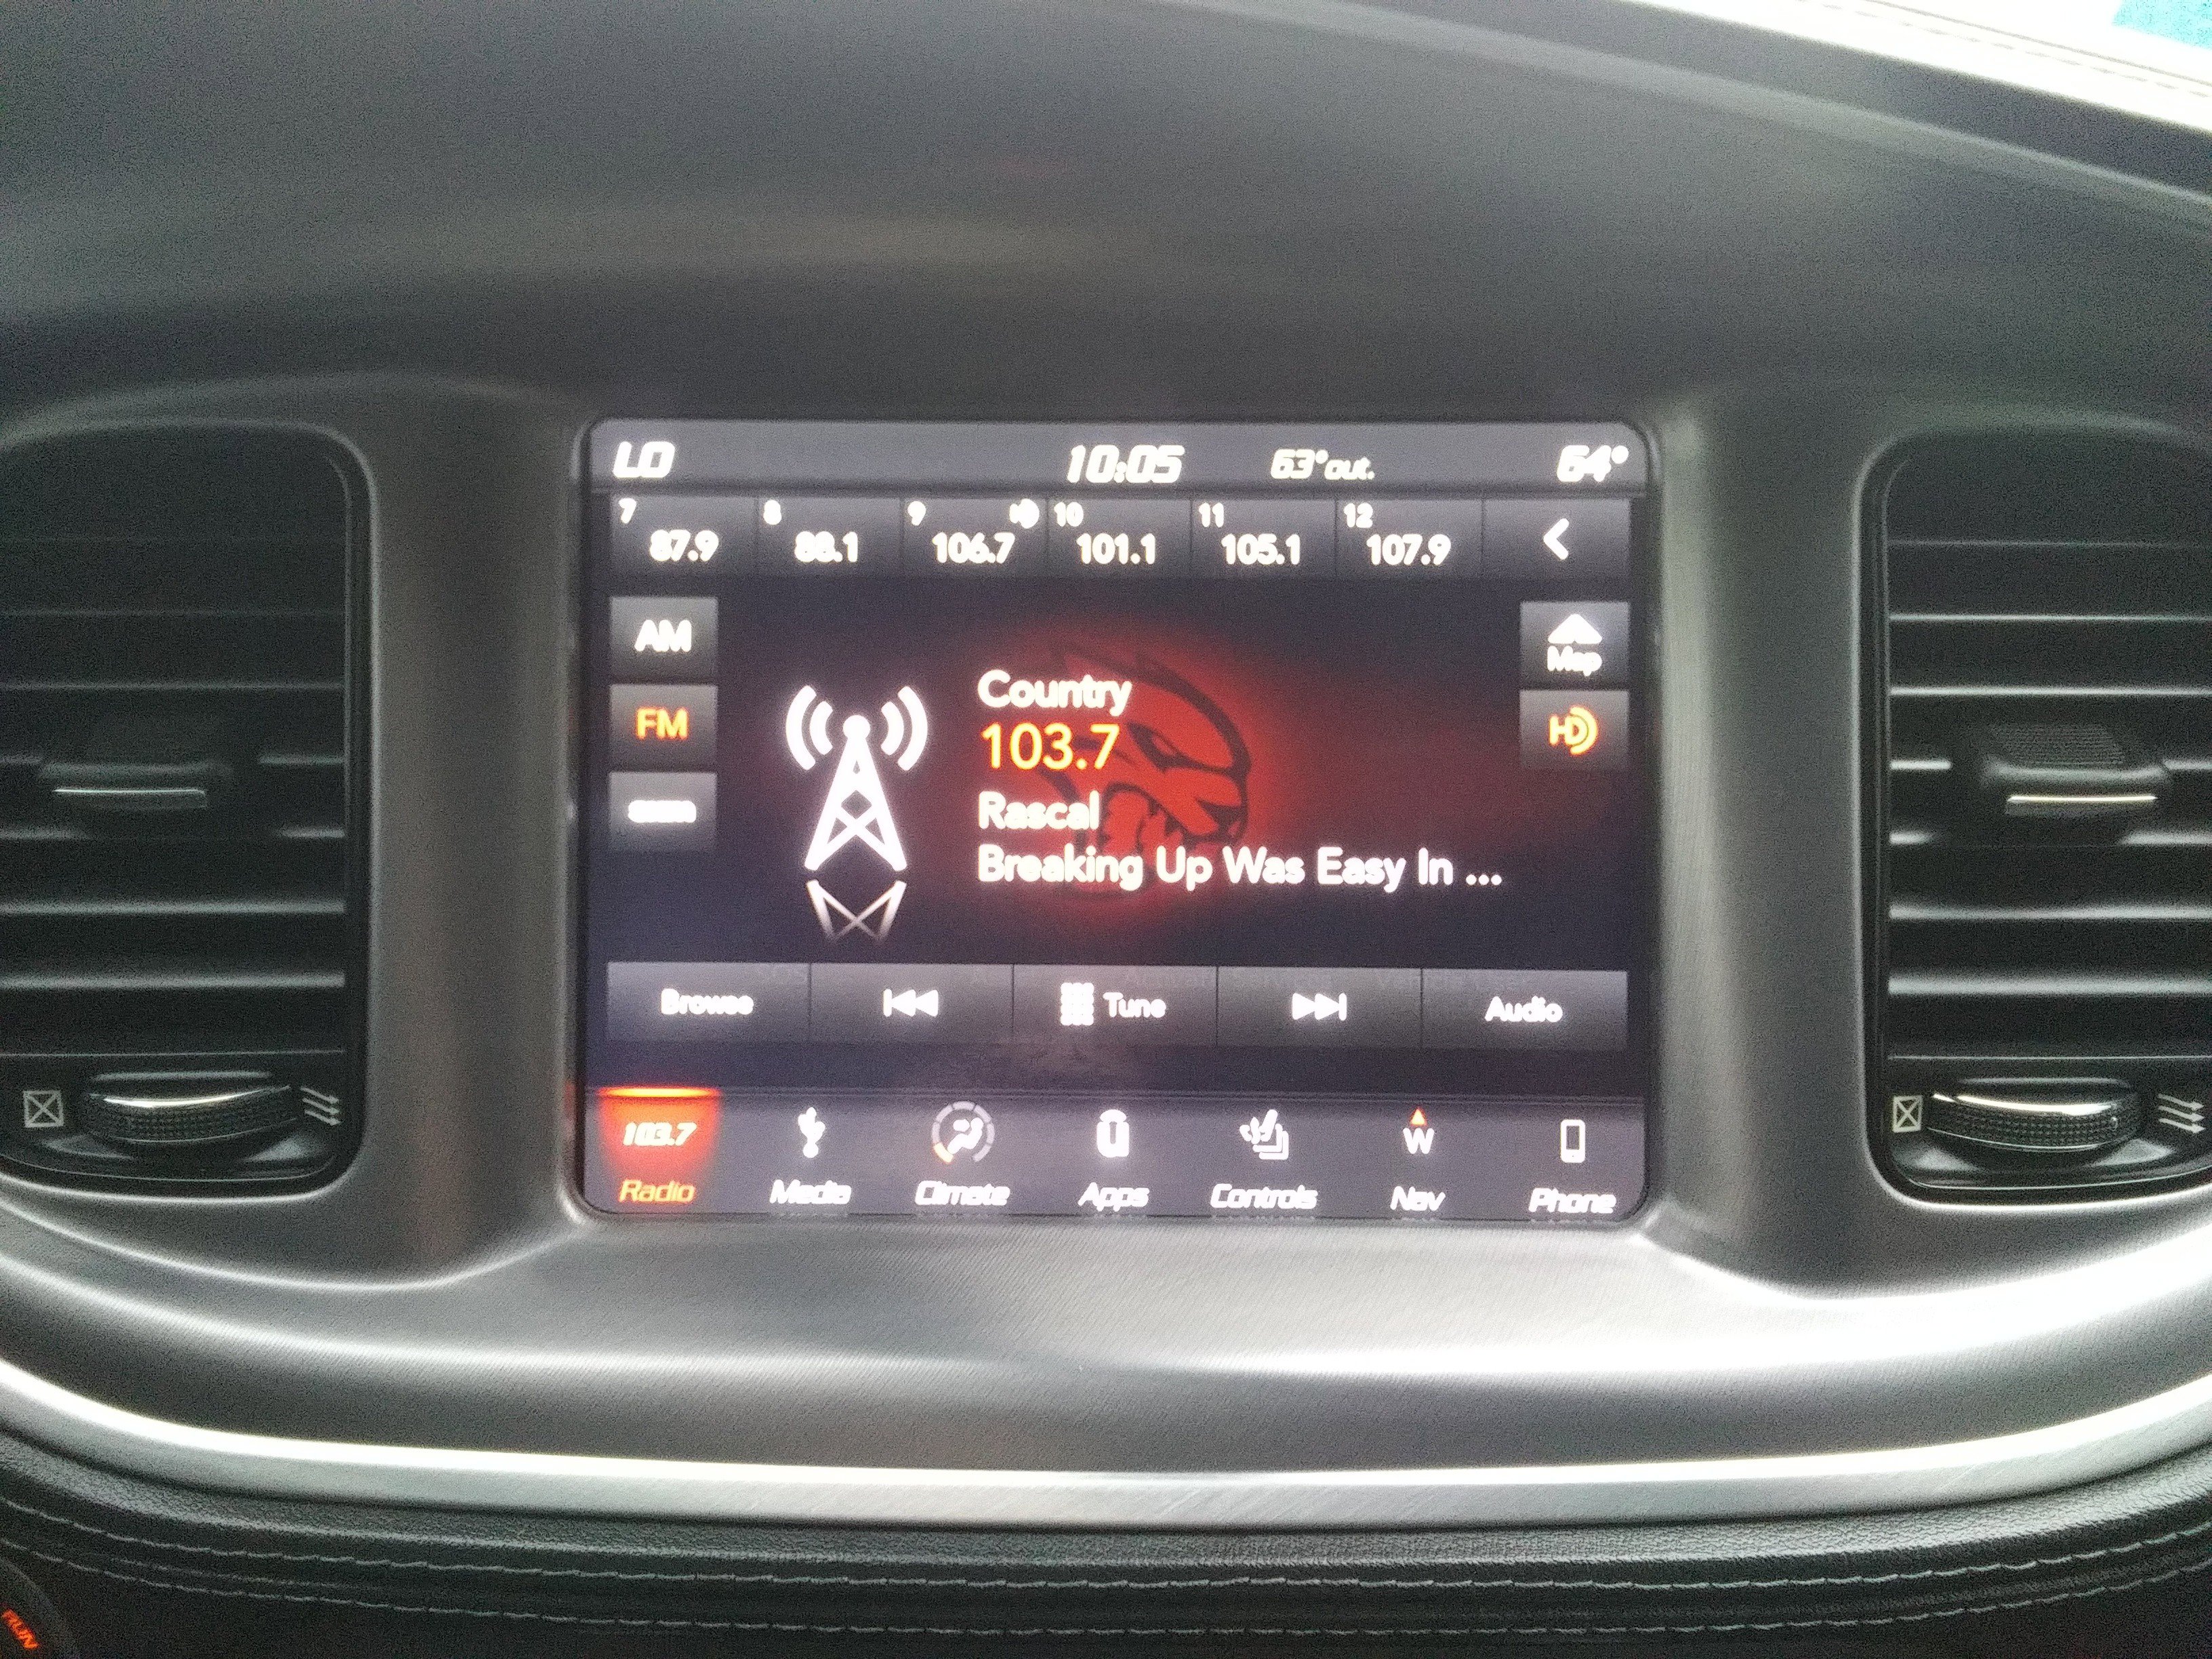 LO 10:05 63° out. 64°
7 8 9 10 11 12
87.9 88.1 106.7 101.1 105.1 107.9
AM
Map
Country
FM
103.7
HD
Rascal
Breaking Up Was Easy In ...
Browse Tune Audio
103.7 W
Radio Media Climate Apps Controls Nav Phone
RUN